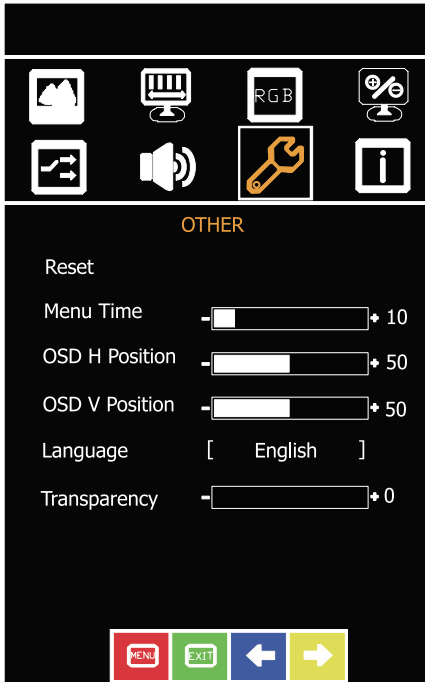 RGB
OTHER
Reset
Menu Time - + 10
OSD H Position - + 50
OSD V Position - + 50
Language [ English ]
Transparency - + 0
MENU EXIT